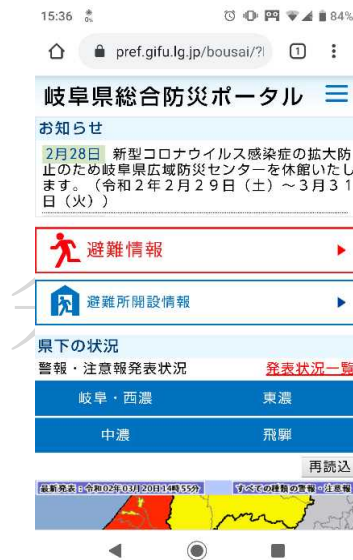 15:36
84%
pref.gifu.lg.jp/bousai/?l
1
岐阜県総合防災ポータル
お知らせ
2月28日 新型コロナウイルス感染症の拡大防
止のため岐阜県広域防災センターを休館いたし
ます。（令和２年２月２９日（土）～３月３１
日（火））
避難情報
避難所開設情報
県下の状況
警報・注意報発表状況 発表状況一覧
岐阜・西濃 東濃
中濃 飛騨
再読込
最新発表：令和02年03月20日14時55分 すべての種類の警報・注意報